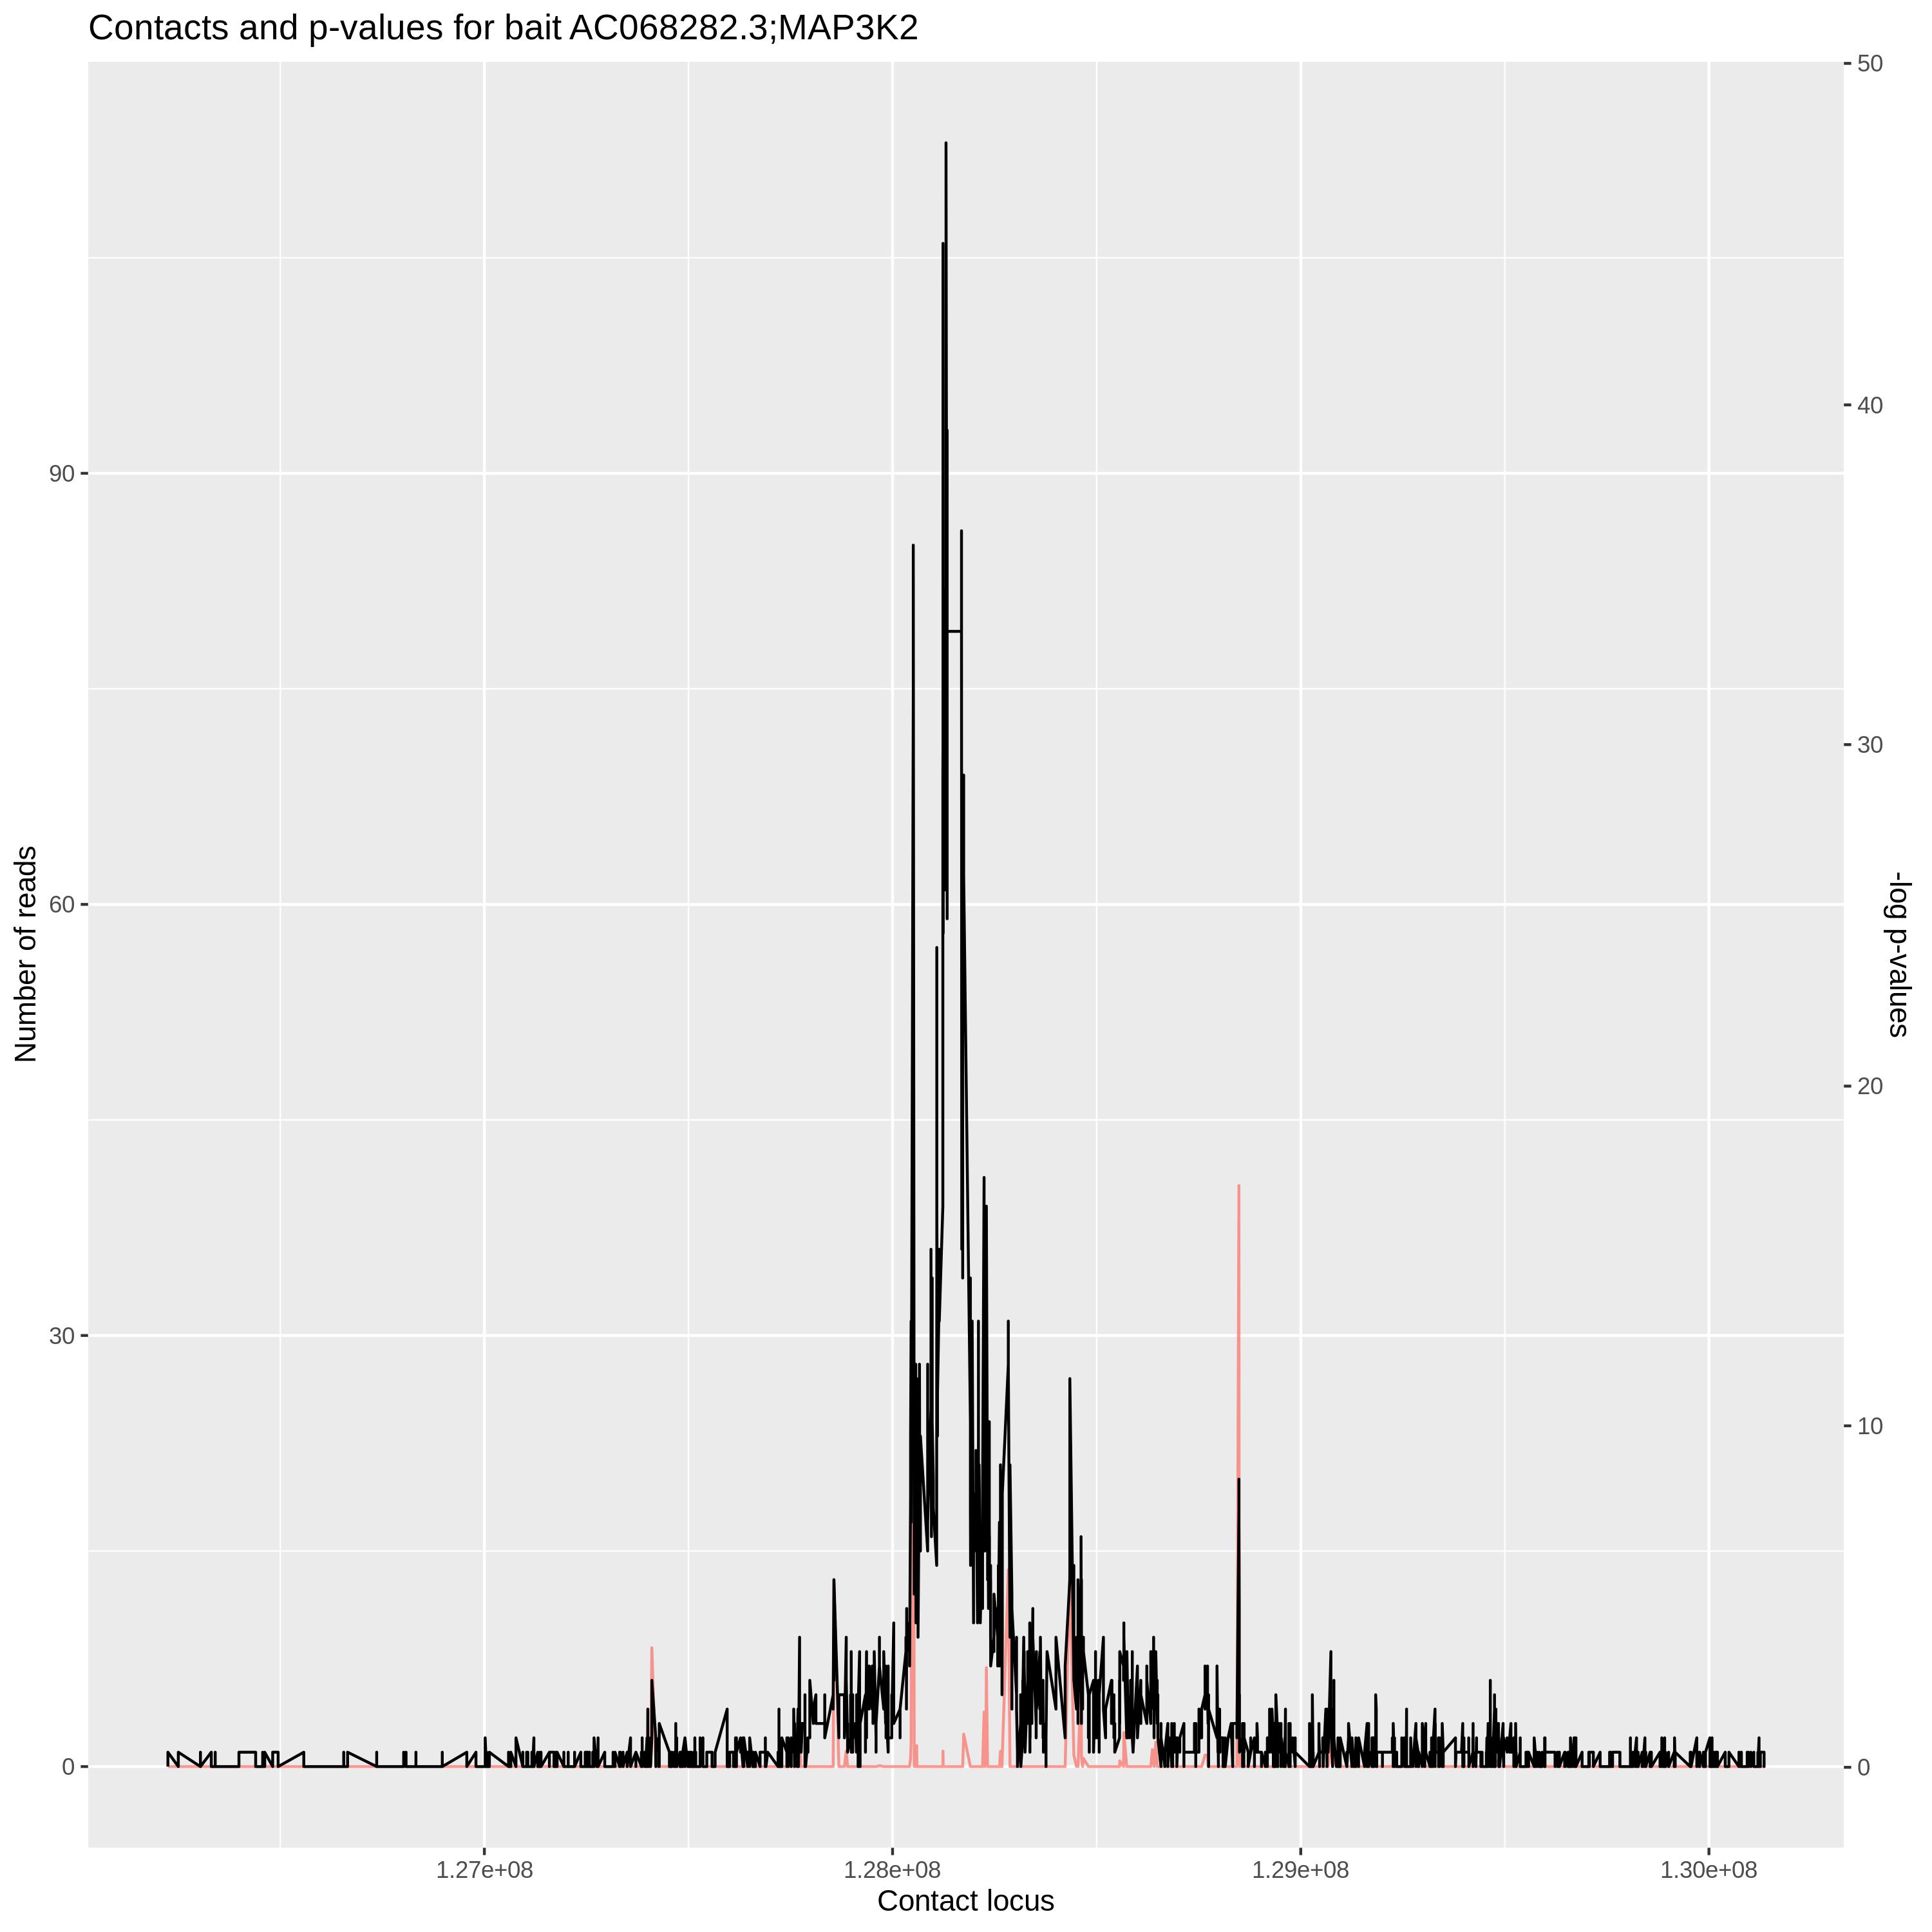 Contacts and p-values for bait AC068282.3;MAP3K2
Number of reads
90
60
30
0
50
40
30
20
10
0
-log p-values
1.27e+08
1.28e+08
1.29e+08
1.30e+08
Contact locus